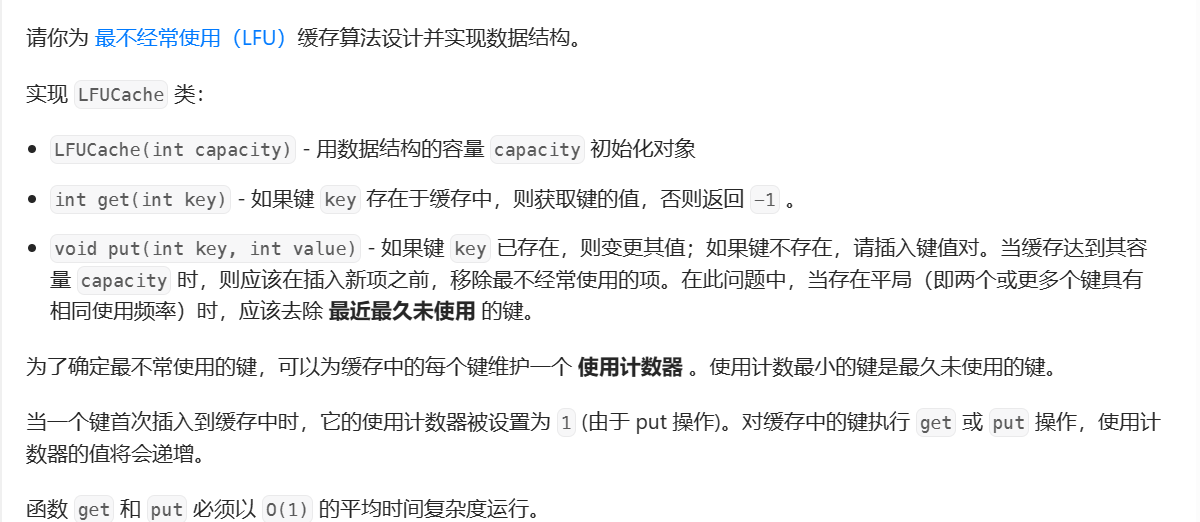 请你为 最不经常使用（LFU）缓存算法设计并实现数据结构。
实现 LFUCache 类：
• LFUCache(int capacity) - 用数据结构的容量 capacity 初始化对象
• int get(int key) - 如果键 key 存在于缓存中，则获取键的值，否则返回 -1 。
• void put(int key, int value) - 如果键 key 已存在，则变更其值；如果键不存在，请插入键值对。当缓存达到其容
量 capacity 时，则应该在插入新项之前，移除最不经常使用的项。在此问题中，当存在平局（即两个或更多个键具有
相同使用频率）时，应该去除 最近最久未使用 的键。
为了确定最不常使用的键，可以为缓存中的每个键维护一个 使用计数器 。使用计数最小的键是最久未使用的键。
当一个键首次插入到缓存中时，它的使用计数器被设置为 1 (由于 put 操作)。对缓存中的键执行 get 或 put 操作，使用计
数器的值将会递增。
函数 get 和 put 必须以 O(1) 的平均时间复杂度运行。